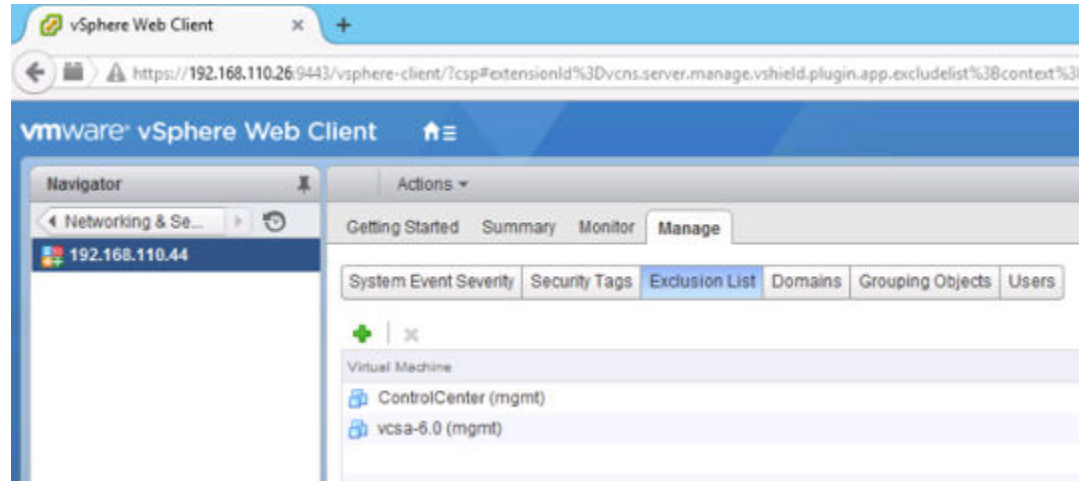 vSphere Web Client
https://192.168.110.26:9443/vsphere-client/?csp#extensionId%3Dvcns.server.manage.vshield.plugin.app.excludelist%3Bcontext%3
vmware® vSphere Web Client
Navigator
Actions
Networking & Se...
Getting Started Summary Monitor Manage
192.168.110.44
System Event Severity Security Tags Exclusion List Domains Grouping Objects Users
Virtual Machine
ControlCenter (mgmt)
vcsa-6.0 (mgmt)